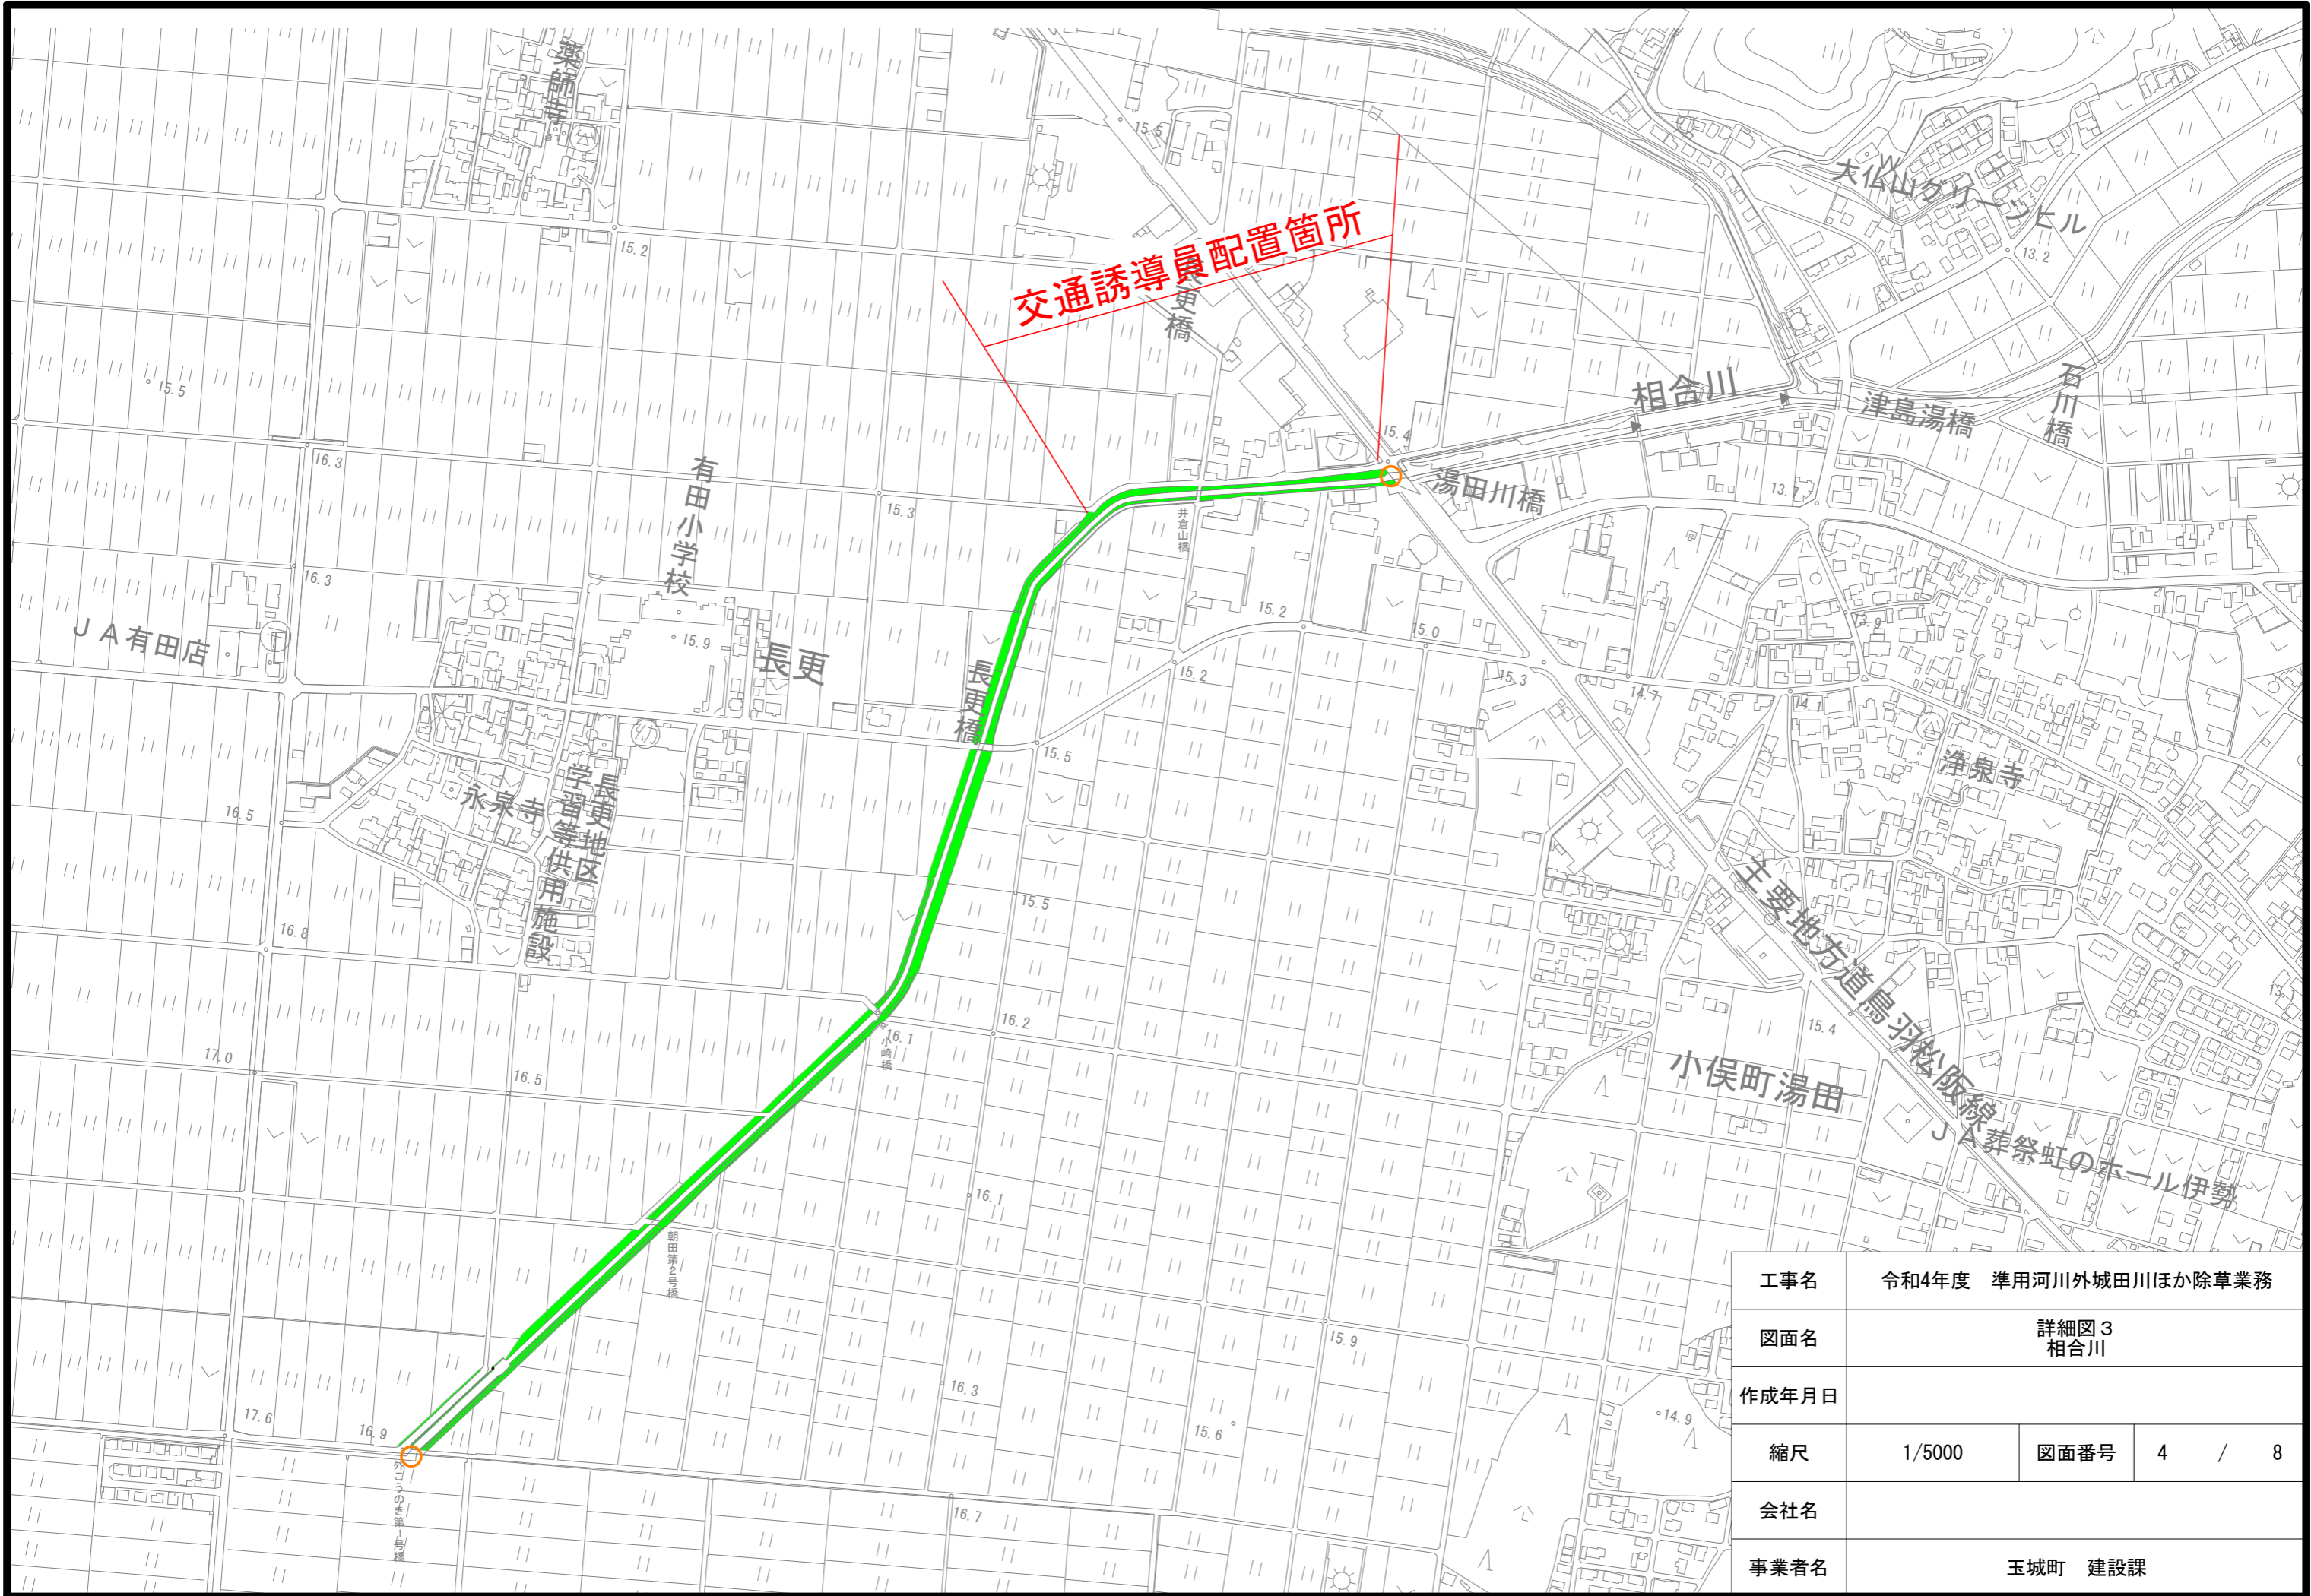 薬師寺
15.5
大仏山グリーンヒル
13.2
15.2
交通誘導員配置箇所
長更橋
15.5
相合川
石川橋
津島湯橋
15.4
16.3
有田小学校
湯田川橋
13.7
15.3
井倉山橋
16.3
JA有田店
15.9
長更
15.2
15.0
13.9
長更橋
15.2
15.3
14.7
14.1
15.5
永泉寺
長更地区
学習等供用施設
浄泉寺
16.5
主要地方道鳥羽松阪線
15.5
16.8
16.2
16.1
小崎橋
15.4
13.
17.0
16.5
小俣町湯田
JA葬祭虹のホール伊勢
16.1
朝田第2号橋
15.9
16.3
17.6
16.9
15.6
14.9
外こうのき第1号橋
16.7
工事名 令和4年度 準用河川外城田川ほか除草業務
図面名 詳細図3
相合川
作成年月日
縮尺 1/5000 図面番号 4 / 8
会社名
事業者名 玉城町 建設課